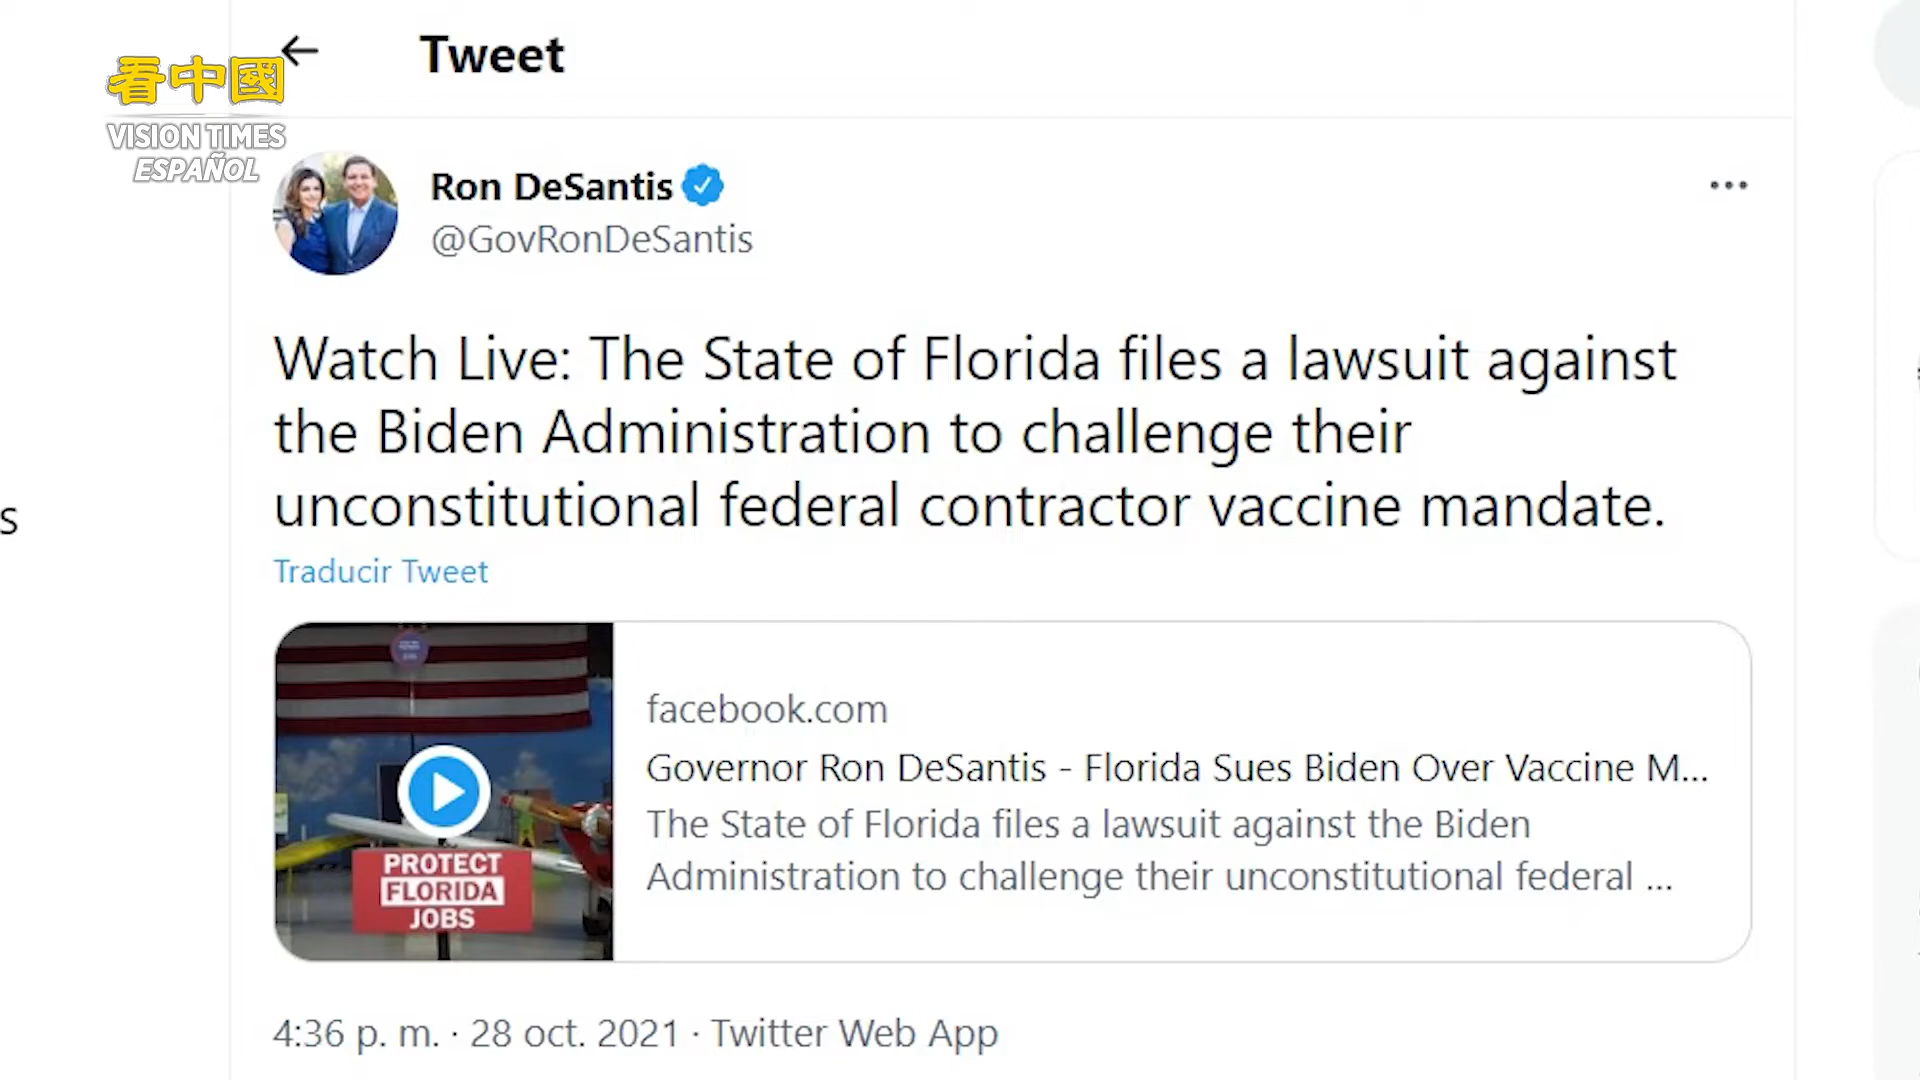 Tweet
看中國
VISION TIMES
ESPAÑOL
Ron DeSantis
@GovRonDeSantis
Watch Live: The State of Florida files a lawsuit against
the Biden Administration to challenge their
unconstitutional federal contractor vaccine mandate.
Traducir Tweet
facebook.com
Governor Ron DeSantis - Florida Sues Biden Over Vaccine M...
The State of Florida files a lawsuit against the Biden
Administration to challenge their unconstitutional federal ...
PROTECT
FLORIDA
JOBS
4:36 p. m. · 28 oct. 2021 · Twitter Web App
s